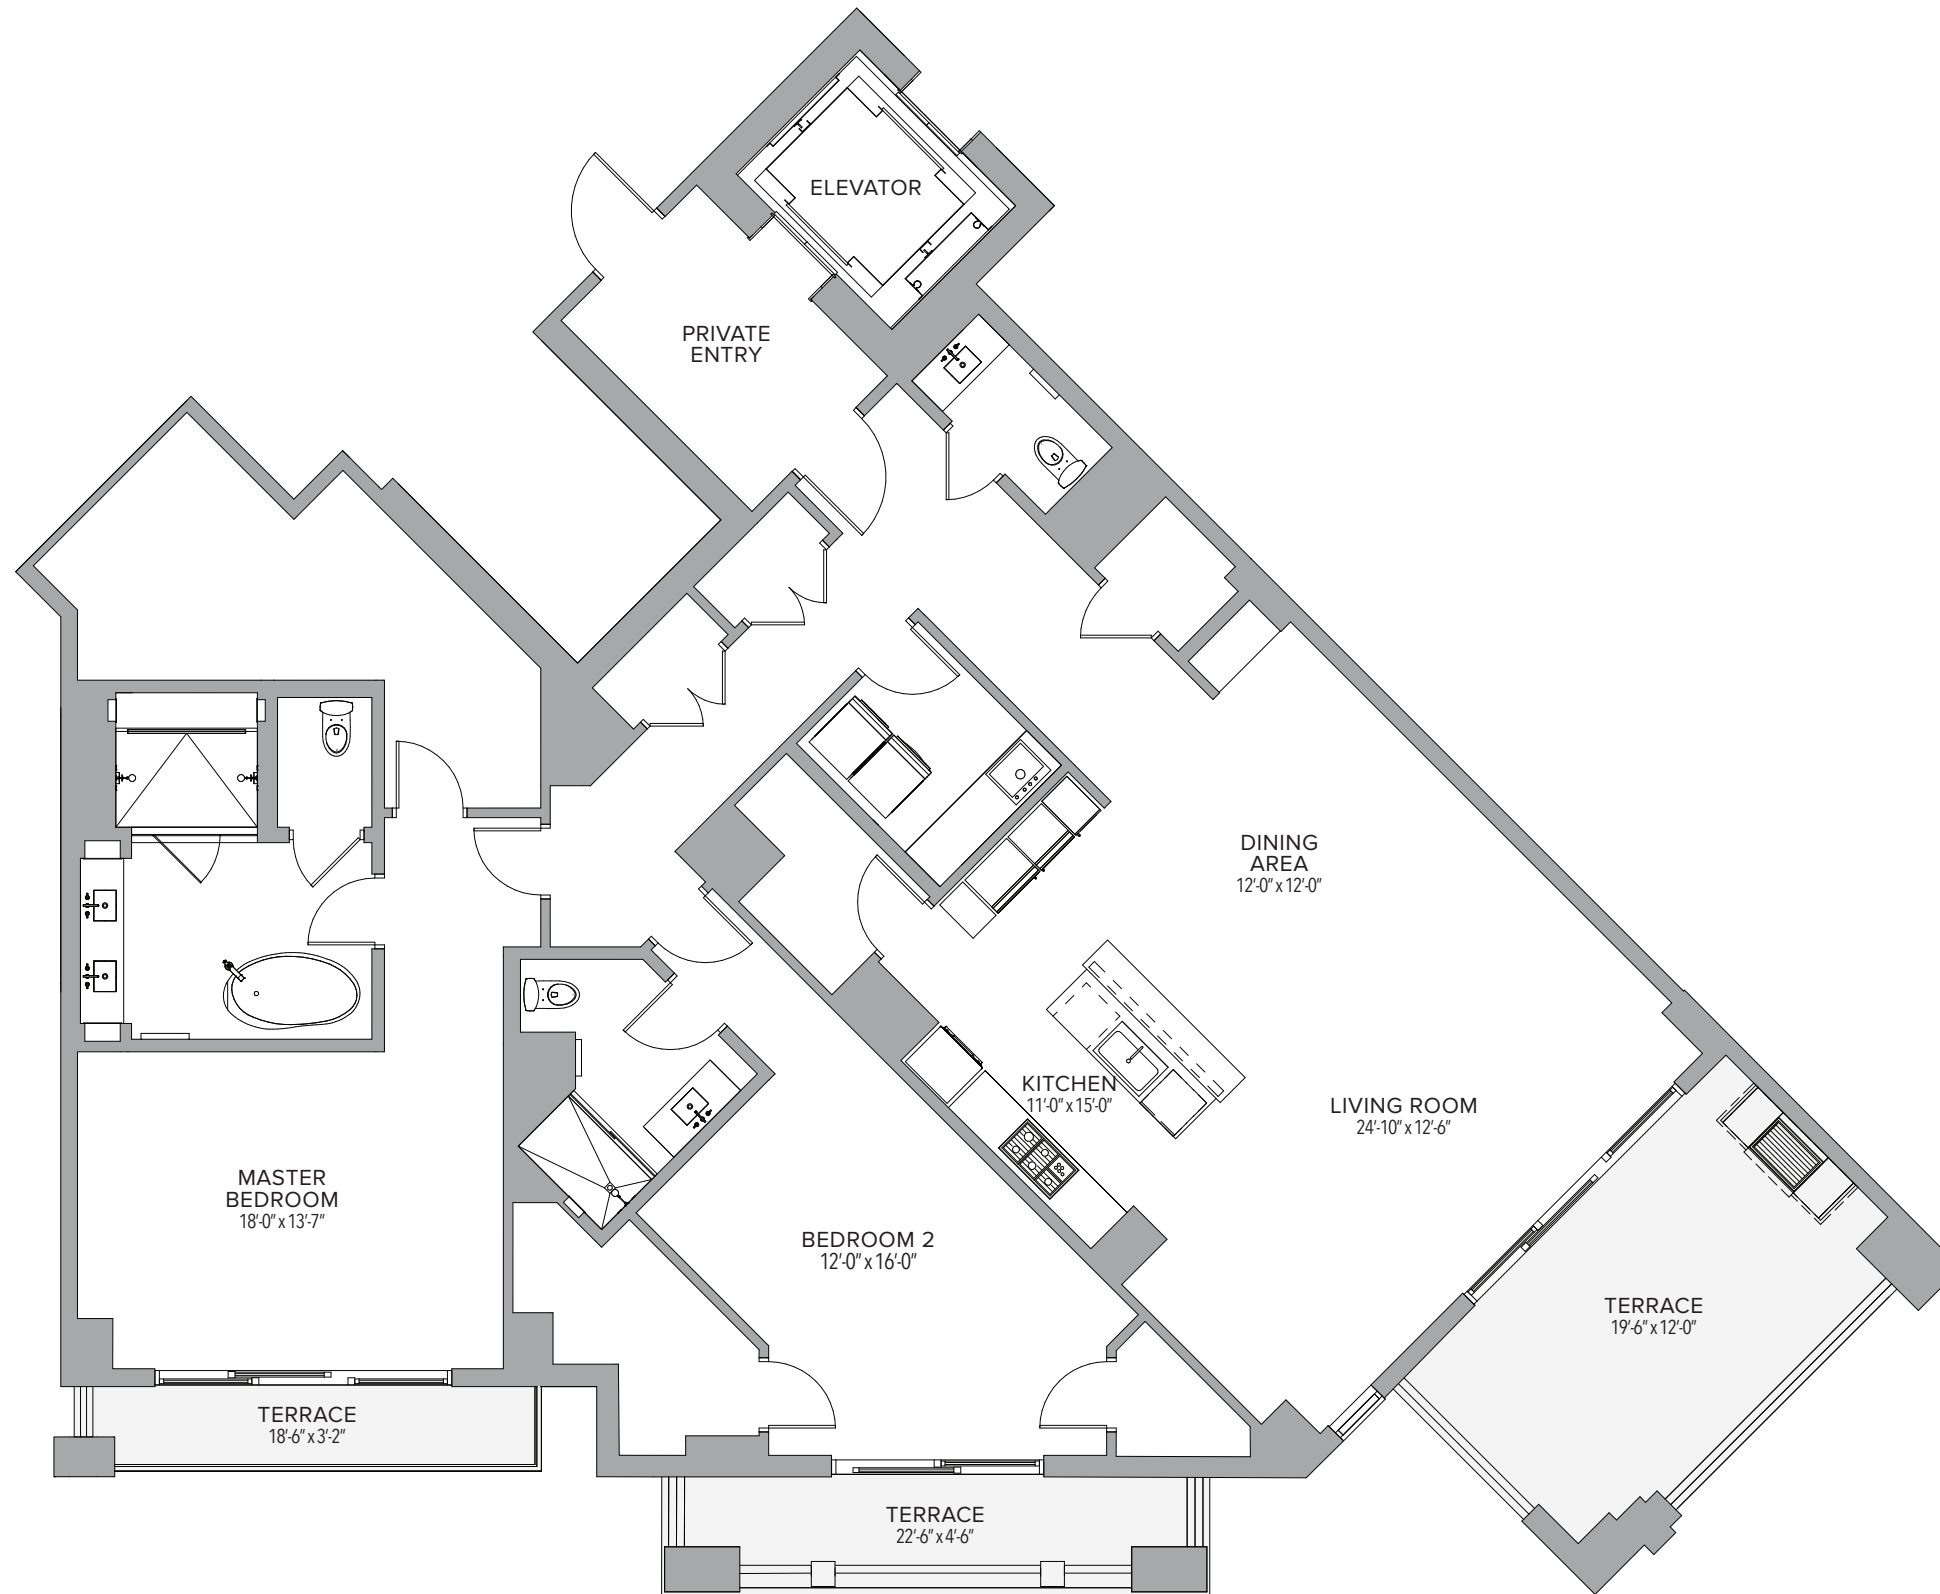 ELEVATOR
PRIVATE
ENTRY
DINING
AREA
12'-0" x 12'-0"
KITCHEN
11'-0" x 15'-0"
LIVING ROOM
24'-10" x 12'-6"
MASTER
BEDROOM
18'-0" x 13'-7"
BEDROOM 2
12'-0" x 16'-0"
TERRACE
19'-6" x 12'-0"
TERRACE
18'-6" x 3'-2"
TERRACE
22'-6" x 4'-6"